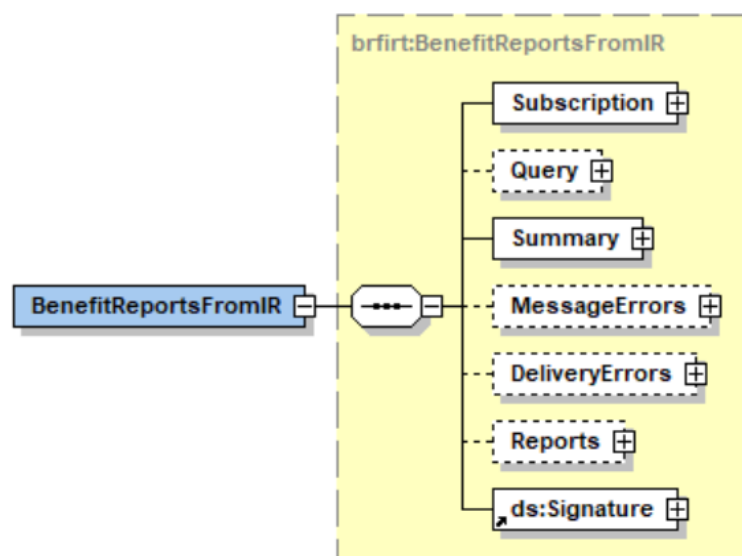 brfirt:BenefitReportsFromIR
Subscription
Query
Summary
BenefitReportsFromIR
MessageErrors
DeliveryErrors
Reports
ds:Signature